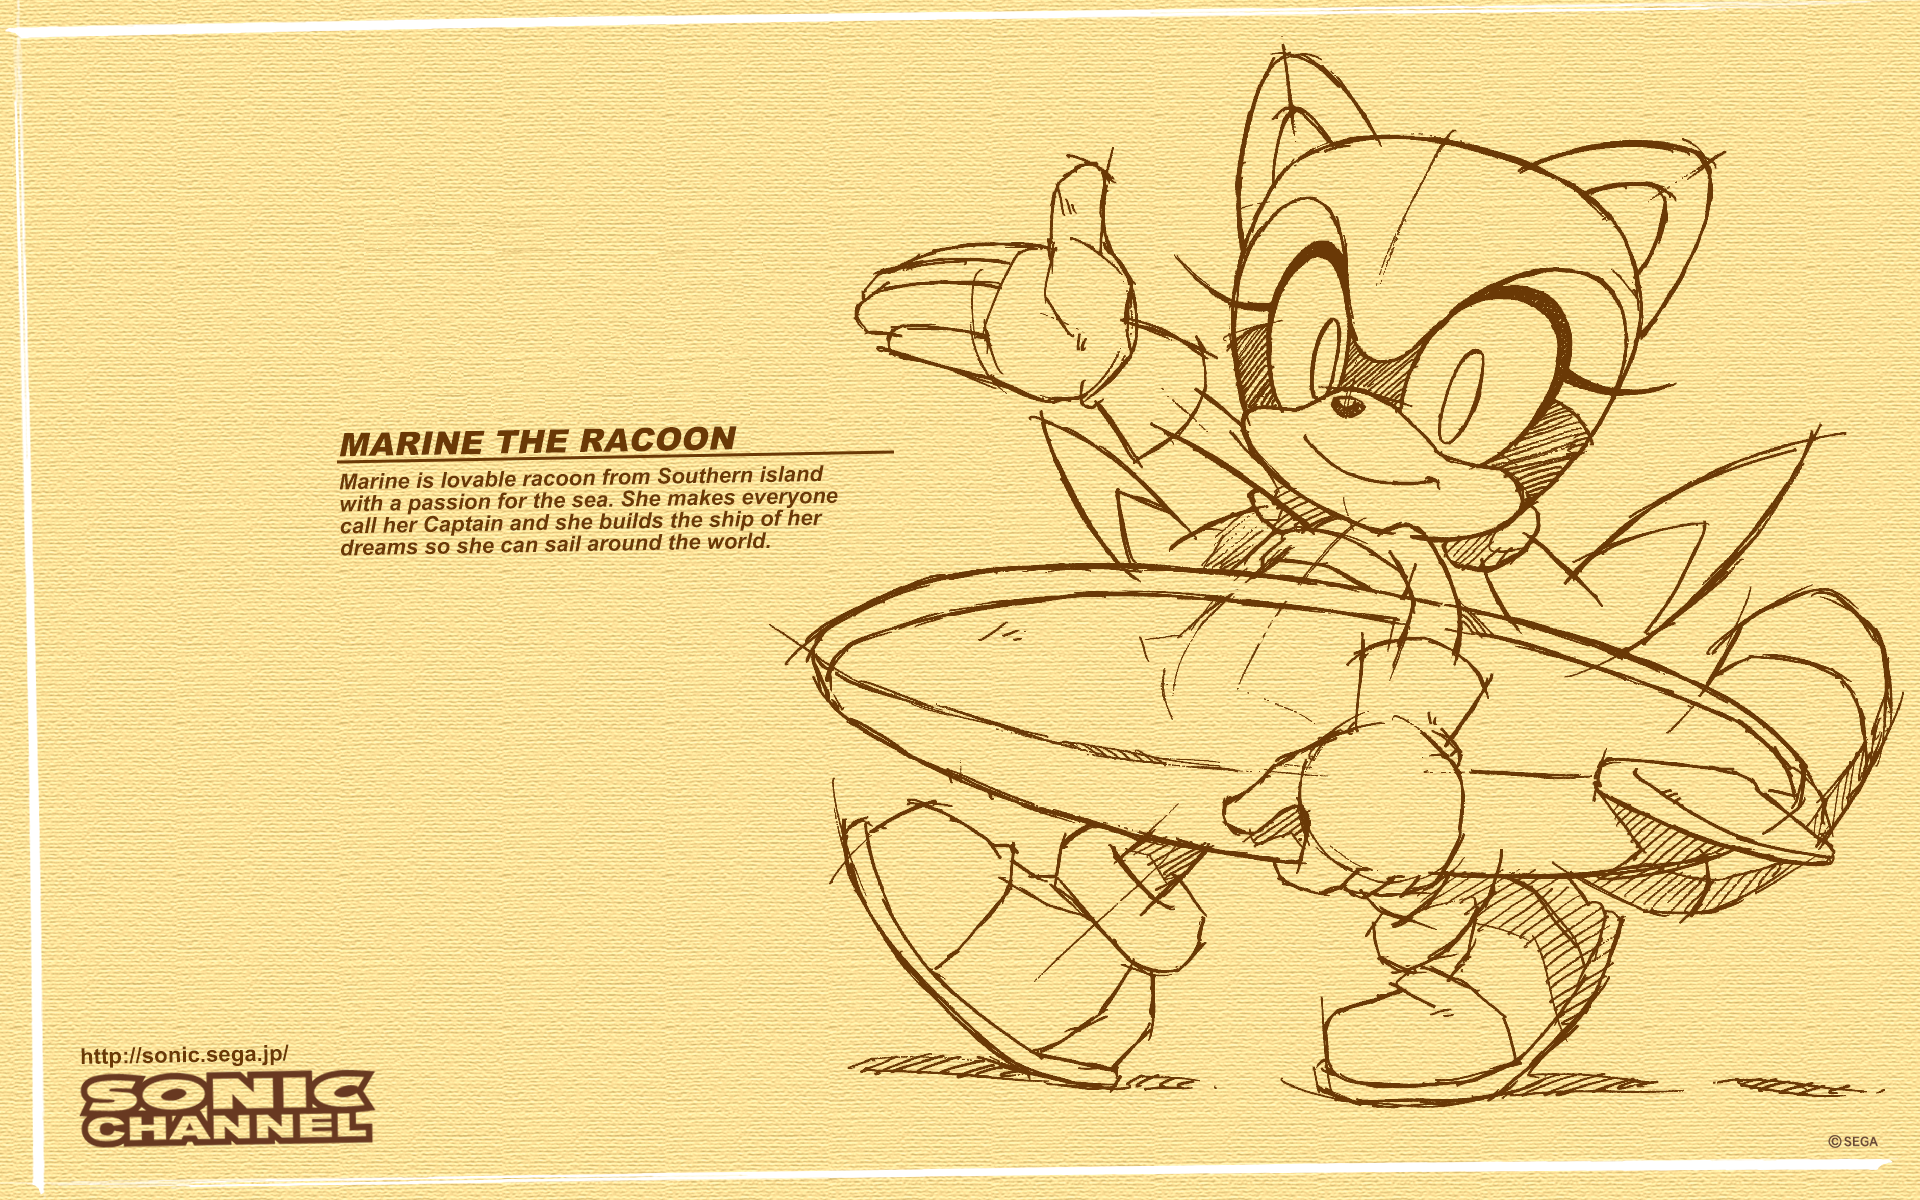 MARINE THE RACOON
Marine is lovable racoon from Southern island
with a passion for the sea. She makes everyone
call her Captain and she builds the ship of her
dreams so she can sail around the world.
http://sonic.sega.jp/
SONIC
CHANNEL
©SEGA